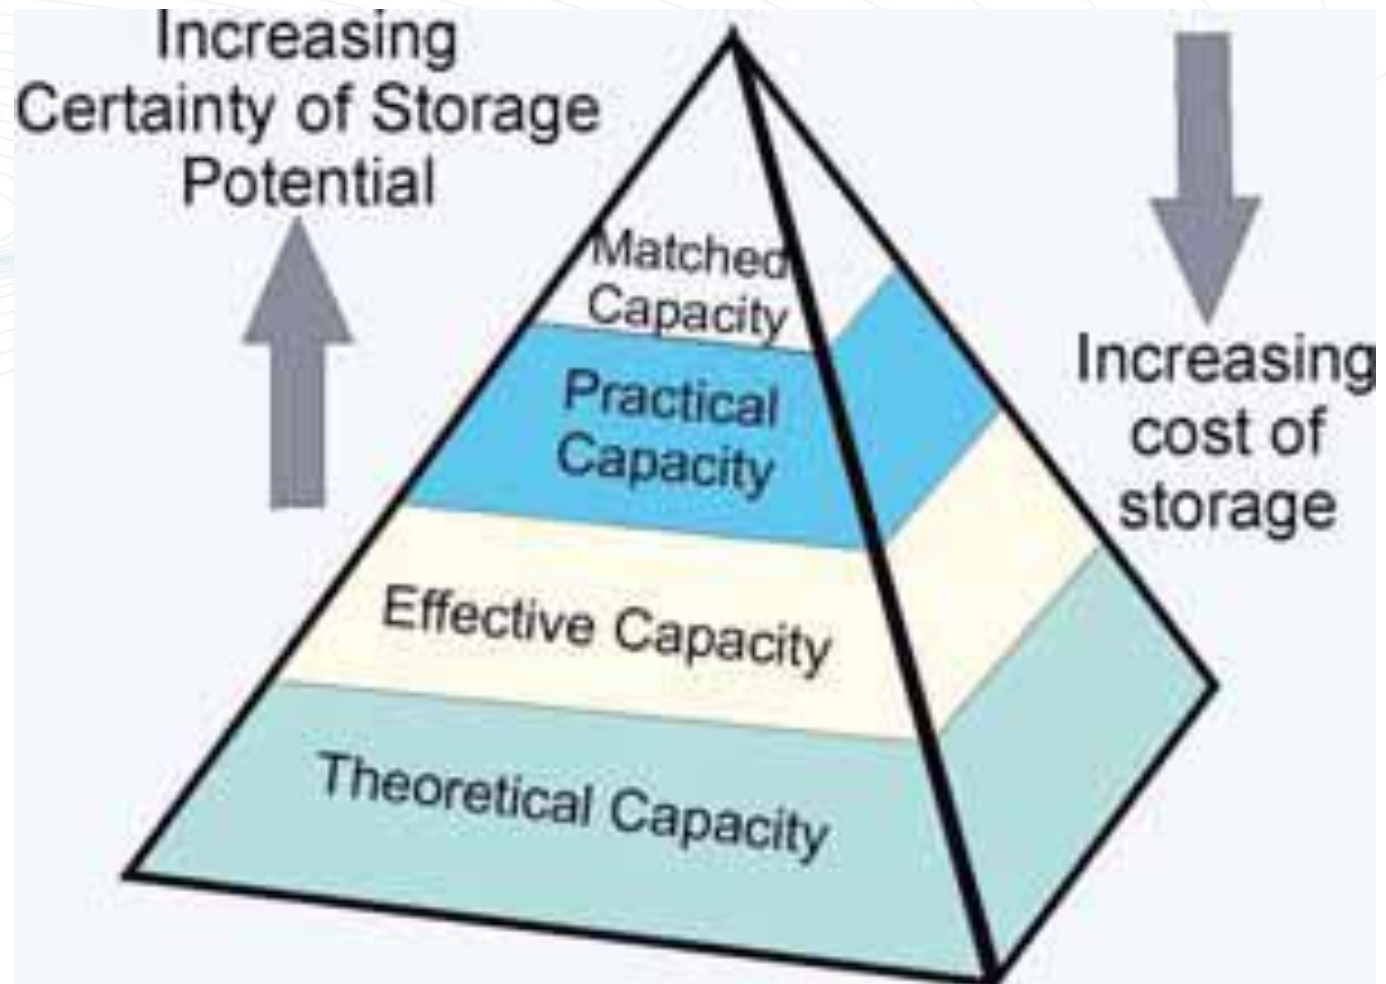 Increasing
Certainty of Storage
Potential
Matched
Capacity
Practical
Capacity
Effective Capacity
Theoretical Capacity
Increasing
cost of
storage